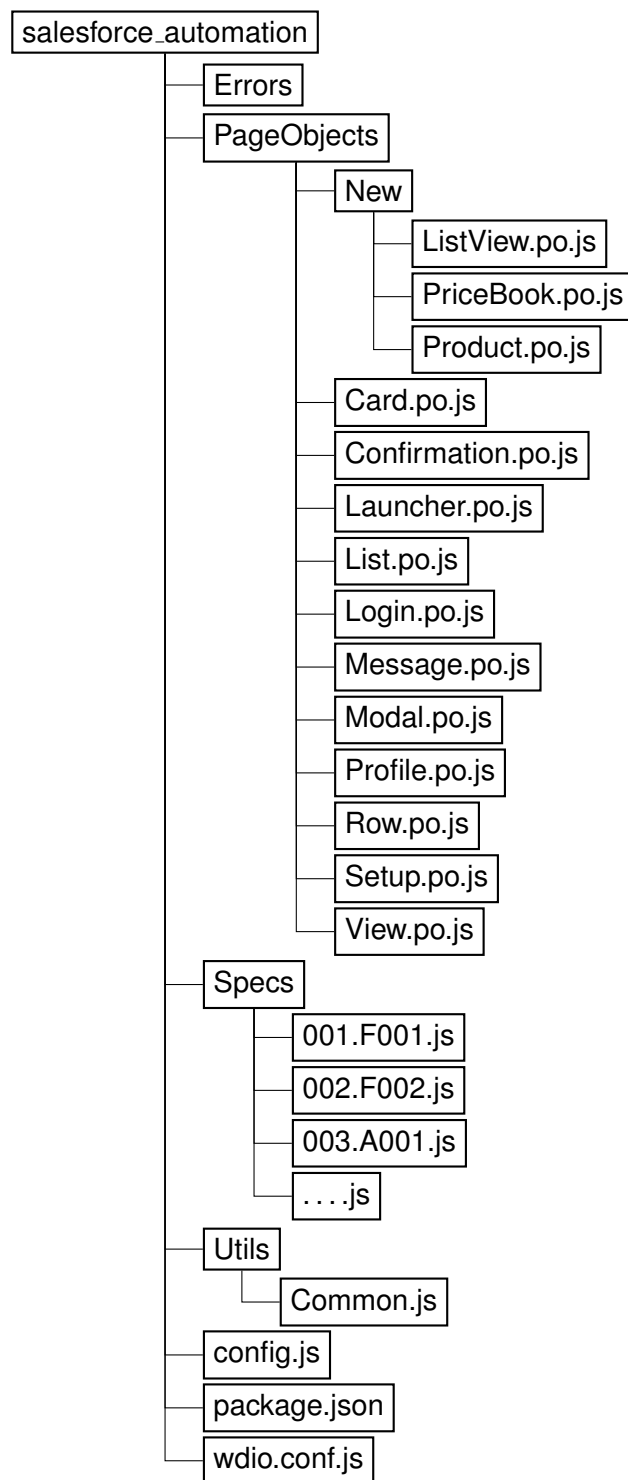 salesforce_automation
Errors
PageObjects
New
ListView.po.js
PriceBook.po.js
Product.po.js
Card.po.js
Confirmation.po.js
Launcher.po.js
List.po.js
Login.po.js
Message.po.js
Modal.po.js
Profile.po.js
Row.po.js
Setup.po.js
View.po.js
Specs
001.F001.js
002.F002.js
003.A001.js
. . . .js
Utils
Common.js
config.js
package.json
wdio.conf.js